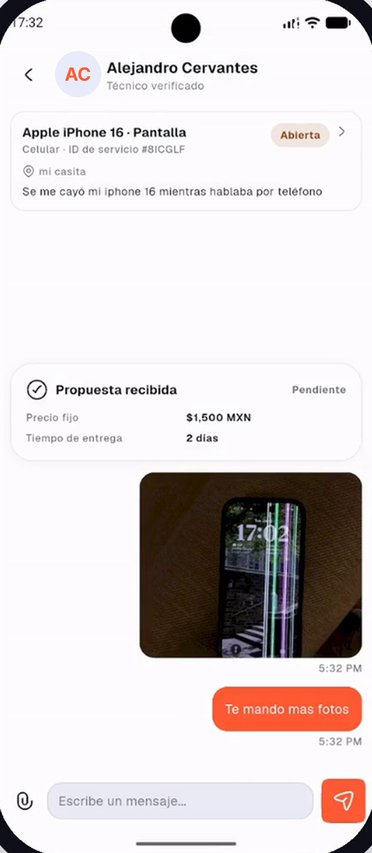 17:32
AC
Alejandro Cervantes
Técnico verificado
Apple iPhone 16 · Pantalla
Abierta
Celular · ID de servicio #8ICGLF
mi casita
Se me cayó mi iphone 16 mientras hablaba por teléfono
Propuesta recibida
Pendiente
Precio fijo
$1,500 MXN
Tiempo de entrega
2 días
17:02
5:32 PM
Te mando mas fotos
5:32 PM
Escribe un mensaje...